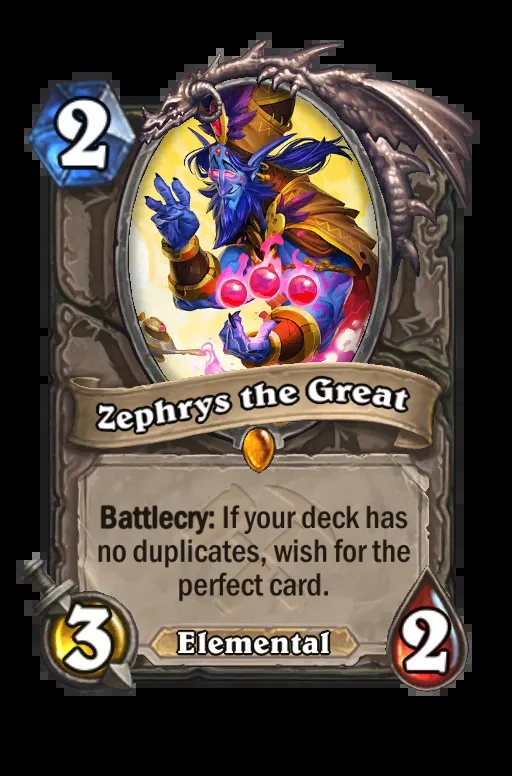 2
Zephrys the Great
Battlecry: If your deck has
no duplicates, wish for the
perfect card.
3
Elemental
2